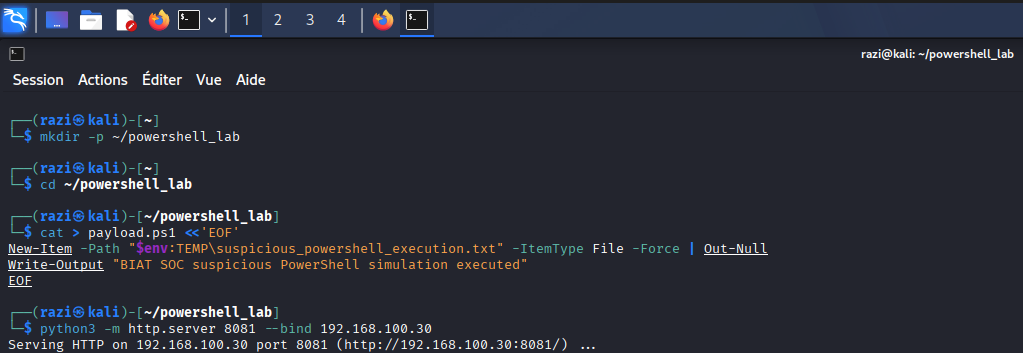 1 2 3 4
razi@kali: ~/powershell_lab
Session Actions Éditer Vue Aide
┌──(razi㉿kali)-[~]
└─$ mkdir -p ~/powershell_lab
┌──(razi㉿kali)-[~]
└─$ cd ~/powershell_lab
┌──(razi㉿kali)-[~/powershell_lab]
└─$ cat > payload.ps1 <<'EOF'
New-Item -Path "$env:TEMP\suspicious_powershell_execution.txt" -ItemType File -Force | Out-Null
Write-Output "BIAT SOC suspicious PowerShell simulation executed"
EOF
┌──(razi㉿kali)-[~/powershell_lab]
└─$ python3 -m http.server 8081 --bind 192.168.100.30
Serving HTTP on 192.168.100.30 port 8081 (http://192.168.100.30:8081/) ...